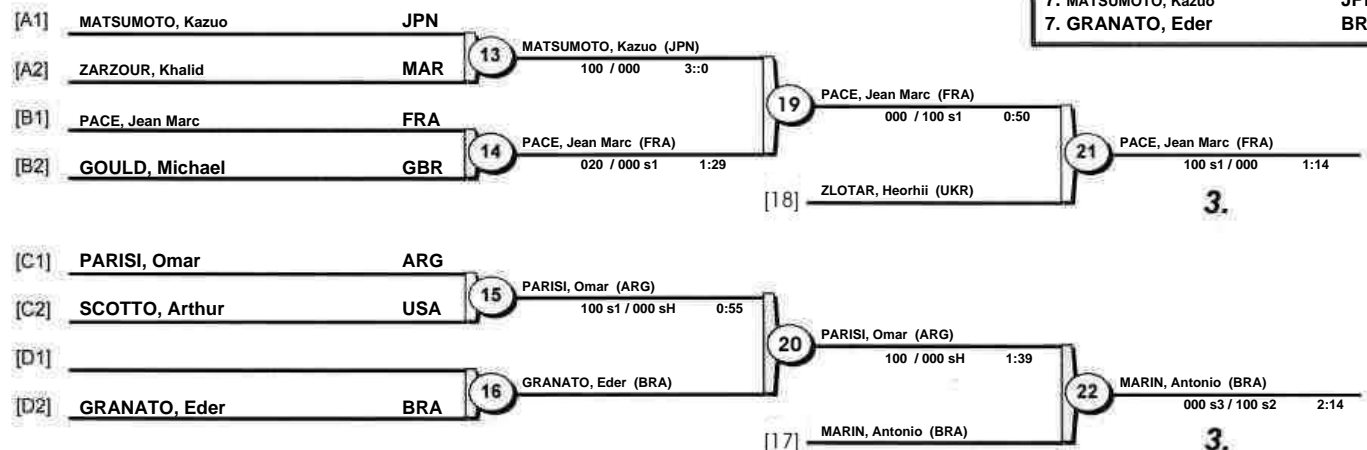 7. MATSUMOTO, Kazuo
7. GRANATO, Eder
[A1] MATSUMOTO, Kazuo JPN
13 MATSUMOTO, Kazuo (JPN)
100 / 000 3::0
[A2] ZARZOUR, Khalid MAR
19 PACE, Jean Marc (FRA)
000 / 100 s1 0:50
[B1] PACE, Jean Marc FRA
14 PACE, Jean Marc (FRA)
020 / 000 s1 1:29
21 PACE, Jean Marc (FRA)
100 s1 / 000 1:14
[B2] GOULD, Michael GBR
[18] ZLOTAR, Heorhii (UKR)
3.
[C1] PARISI, Omar ARG
15 PARISI, Omar (ARG)
100 s1 / 000 sH 0:55
[C2] SCOTTO, Arthur USA
20 PARISI, Omar (ARG)
100 / 000 sH 1:39
[D1]
16 GRANATO, Eder (BRA)
22 MARIN, Antonio (BRA)
000 s3 / 100 s2 2:14
[D2] GRANATO, Eder BRA
[17] MARIN, Antonio (BRA)
3.